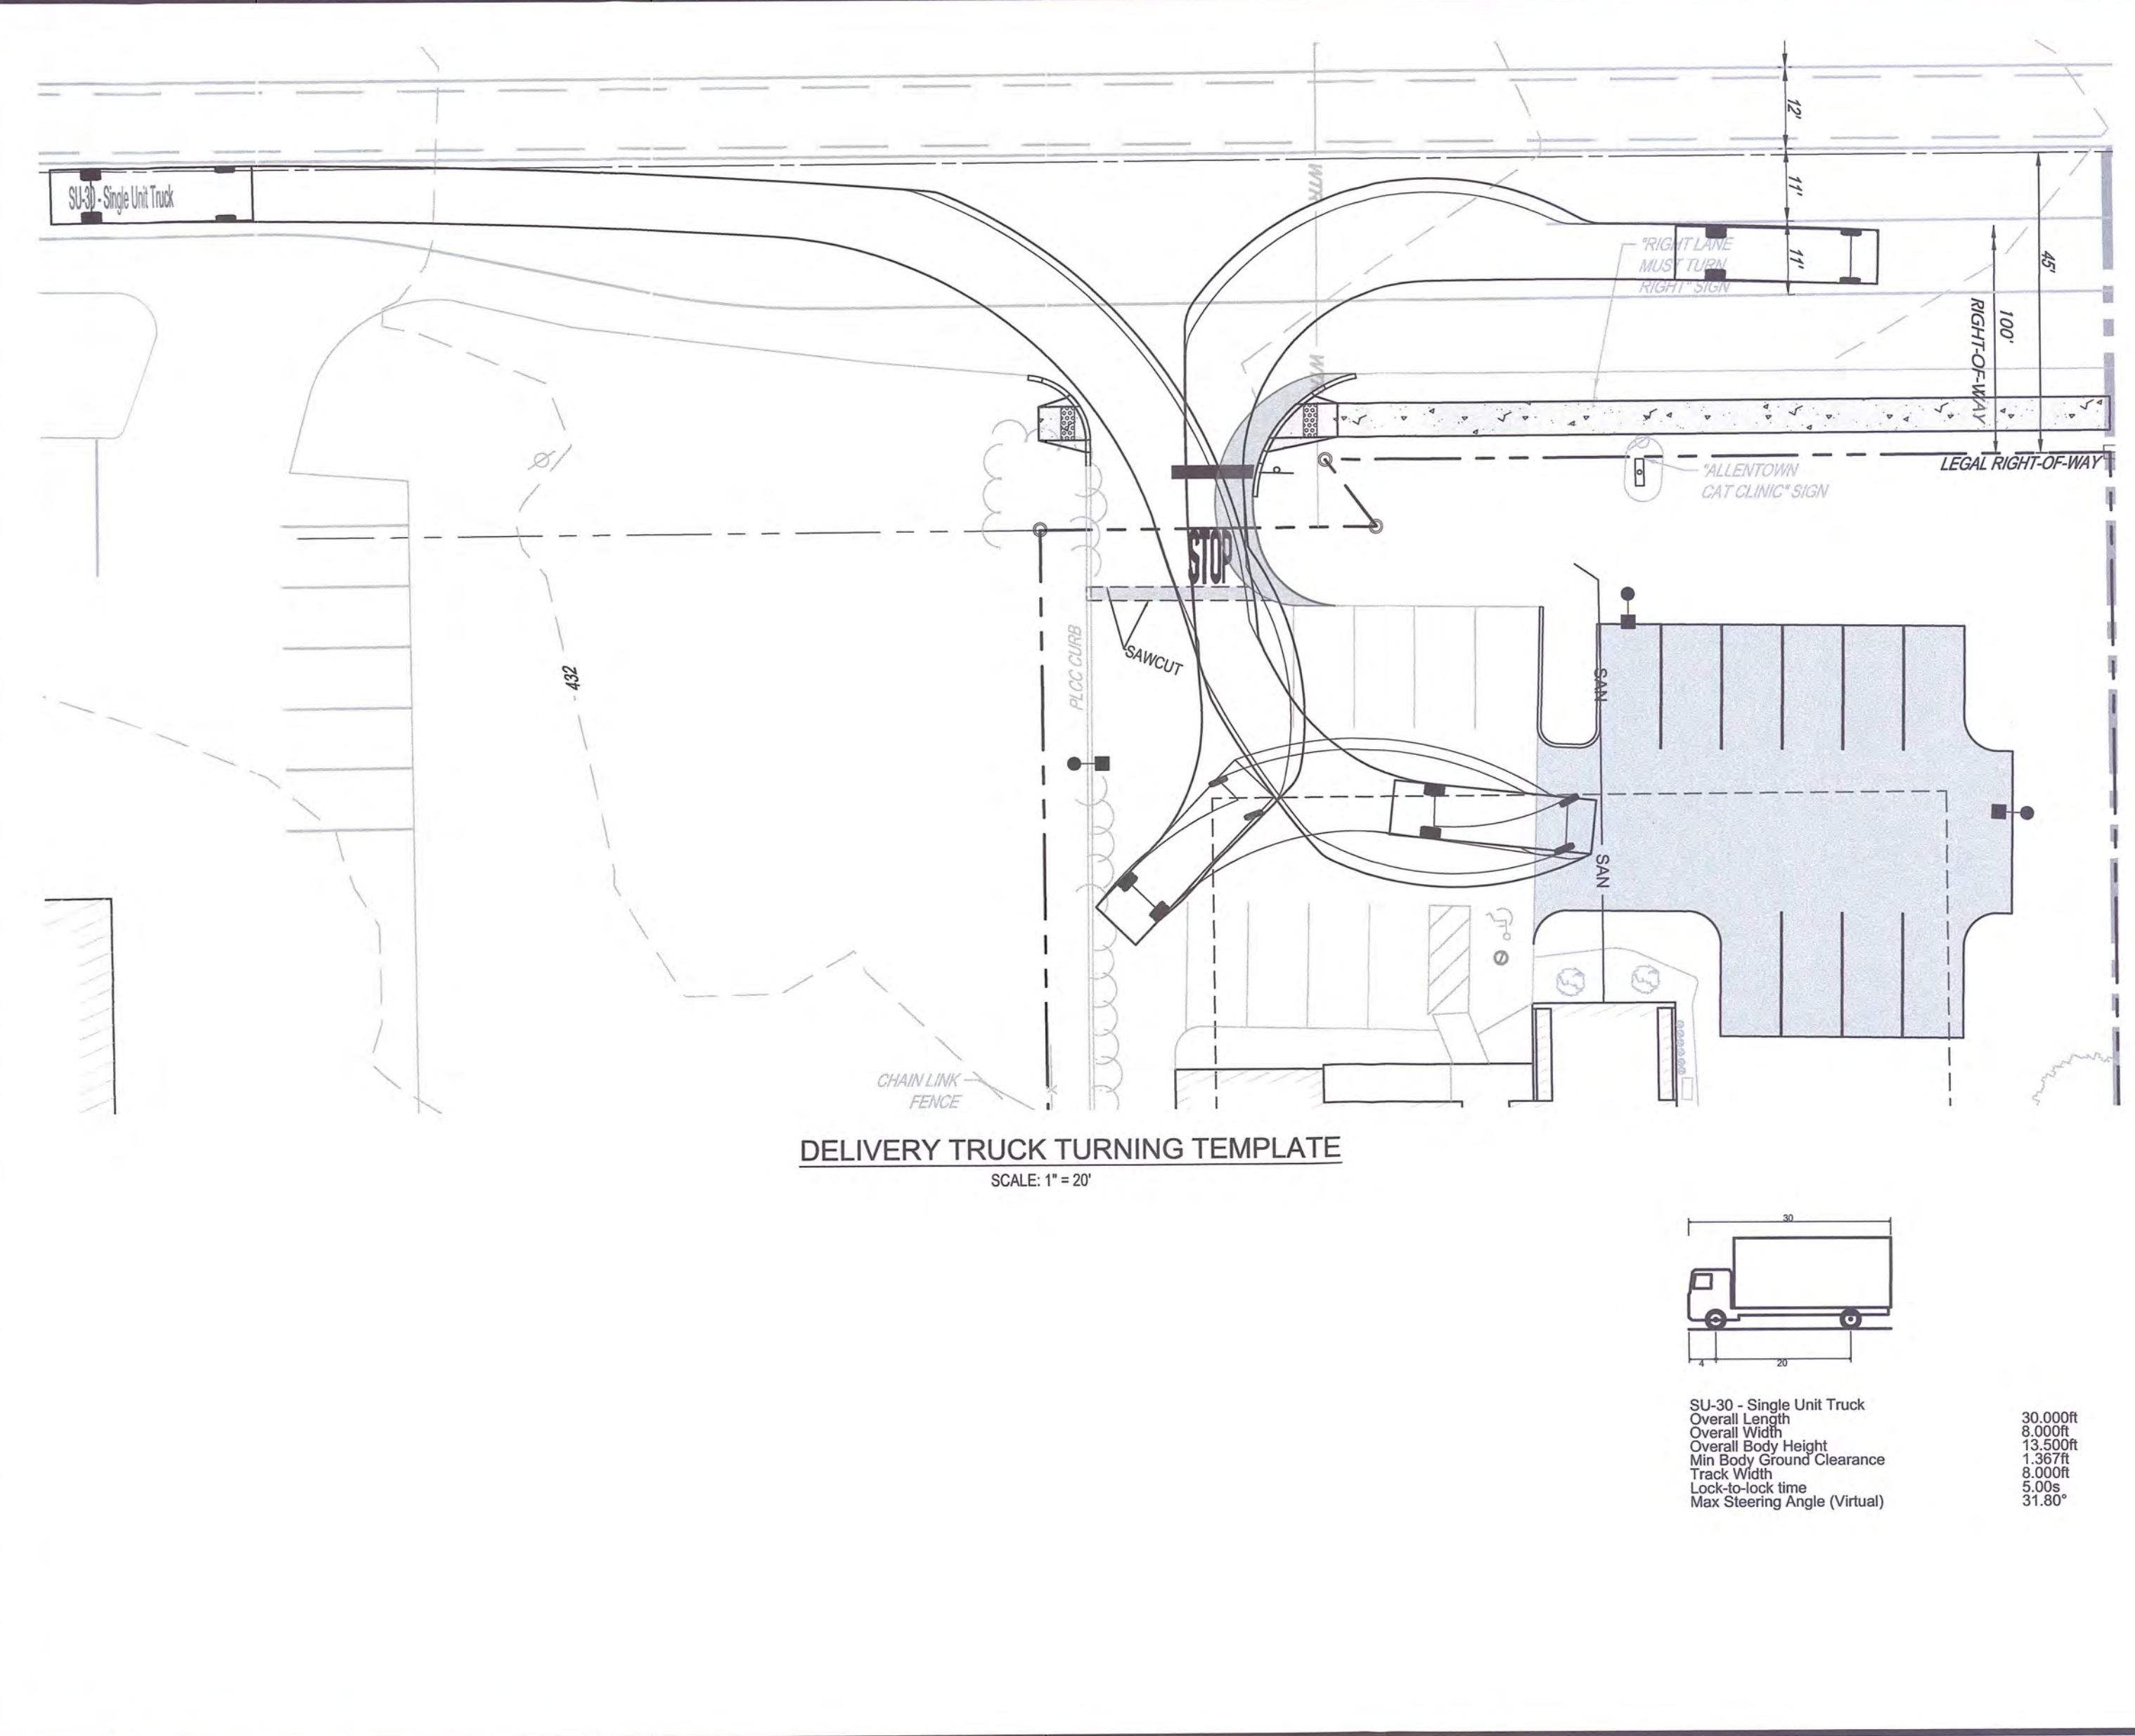 12'
SU-30 - Single Unit Truck
WTR
11'
"RIGHT LANE
MUST TURN
RIGHT" SIGN
11'
45'
100'
RIGHT-OF-WAY
LEGAL RIGHT-OF-WAY
"ALLENTOWN
CAT CLINIC" SIGN
STOP
SAWCUT
PLCC CURB
432
SAN
SAN
CHAIN LINK
FENCE
DELIVERY TRUCK TURNING TEMPLATE
SCALE: 1" = 20'
30
4
20
SU-30 - Single Unit Truck
Overall Length 30.000ft
Overall Width 8.000ft
Overall Body Height 13.500ft
Min Body Ground Clearance 1.367ft
Track Width 8.000ft
Lock-to-lock time 5.00s
Max Steering Angle (Virtual) 31.80°